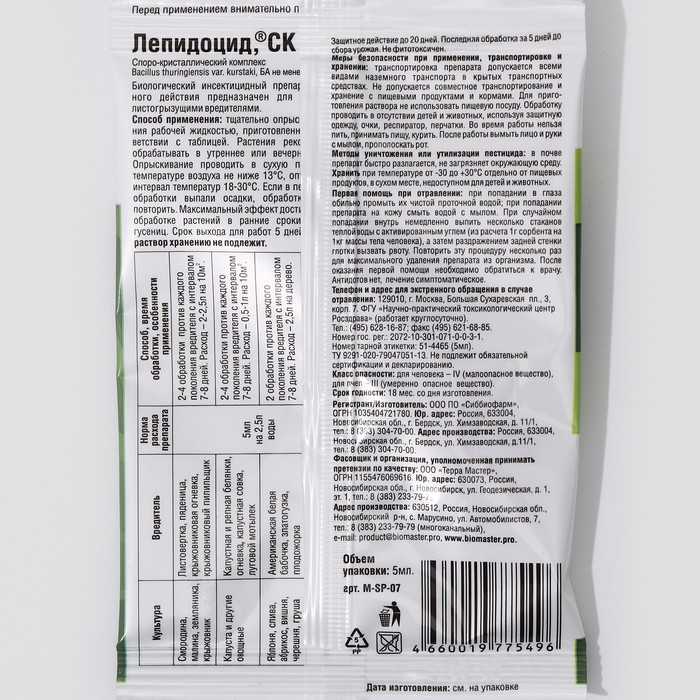 Перед применением внимательно п
Лепидоцид,® СК
Споро-кристаллический комплекс
Bacillus thuringiensis var. kurstaki, БА не мене
Биологический инсектицидный препар
ного действия предназначен для
листогрызущими вредителями.
Способ применения: тщательно опрыс
ния рабочей жидкостью, приготовленн
ветствии с таблицей. Растения реко
обрабатывать в утреннее или вечерн
Опрыскивание проводить в сухую п
температуре воздуха не ниже 13°С, опт
интервал температур 18-30°С. Если в пе
обработки выпали осадки, обработ
повторить. Максимальный эффект дост
обработке растений в ранние сроки
гусениц. Срок выхода для работ 5 дней
раствор хранению не подлежит.
Способ, время
обработки, особенности
применения
2-4 обработки против каждого
поколения вредителя с интервалом
7-8 дней. Расход – 2-2,5л на 10м².
2-4 обработки против каждого
поколения вредителя с интервалом
7-8 дней. Расход – 0,5-1л на 10м².
2 обработки против каждого
поколения вредителя с интервалом
7-8 дней. Расход – 2,5л на дерево.
Норма
расхода
препарата
5мл
на 2,5л
воды
Вредитель
Листовертка, пяденица,
крыжовниковая огневка,
крыжовниковый пилильщик
Капустная и репная белянки,
огневка, капустная совка,
луговой мотылек
Американская белая
бабочка, златогузка,
плодожорка
Культура
Смородина,
малина, земляника,
крыжовник
Капуста и другие
овощные
Яблоня, слива,
абрикос, вишня,
черешня, груша
Защитное действие до 20 дней. Последняя обработка за 5 дней до
сбора урожая. Не фитотоксичен.
Меры безопасности при применении, транспортировке и
хранении: транспортировка препарата допускается всеми
видами наземного транспорта в крытых транспортных
средствах. Не допускается совместное транспортирование и
хранение с пищевыми продуктами и кормами. Для приго-
товления раствора не использовать пищевую посуду. Обработку
проводить в отсутствии детей и животных, используя защитную
одежду, очки, респиратор, перчатки. Во время работы нельзя
пить, принимать пищу, курить. После работы вымыть лицо и руки
с мылом, прополоскать рот.
Методы уничтожения или утилизации пестицида: в почве
препарат быстро разлагается, не загрязняет окружающую среду.
Хранить при температуре от -30 до +30°С отдельно от пищевых
продуктов, в сухом месте, недоступном для детей и животных.
Первая помощь при отравлении: при попадании в глаза
обильно промыть их чистой проточной водой; при попадании
препарата на кожу смыть водой с мылом. При случайном
попадании внутрь немедленно выпить несколько стаканов
теплой воды с активированным углем (из расчета 1г сорбента на
1кг массы тела человека), а затем раздражением задней стенки
глотки вызвать рвоту. Повторить эту процедуру несколько раз
для максимального удаления препарата из организма. После
оказания первой помощи необходимо обратиться к врачу.
Антидотов нет, лечение симптоматическое.
Телефон и адрес для экстренного обращения в случае
отравления: 129010, г. Москва, Большая Сухаревская пл., 3,
корп. 7. ФГУ «Научно-практический токсикологический центр
Росздрава» (работает круглосуточно).
Тел.: (495) 628-16-87; факс (495) 621-68-85.
Номер гос. рег.: 2072-10-301-071-0-0-3-1.
Номер тарной этикетки: 51-4465 (5мл).
ТУ 9291-020-79047051-13. Не подлежит обязательной
сертификации и декларированию.
Класс опасности: для человека – IV (малоопасное вещество),
для пчел – III (умеренно опасное вещество).
Срок годности: 18 мес. со дня изготовления.
Регистрант/Изготовитель: ООО ПО «Сиббиофарм»,
ОГРН 1035404721780. Юр. адрес: Россия, 633004,
Новосибирская обл., г. Бердск, ул. Химзаводская, д. 11/1,
тел.: 8 (383) 304-70-00. Адрес производства: Россия, 633004,
Новосибирская обл., г. Бердск, ул. Химзаводская, д. 11/1,
тел.: 8 (383) 304-70-00.
Фасовщик и организация, уполномоченная принимать
претензии по качеству: ООО «Терра Мастер»,
ОГРН 1155476069616. Юр. адрес: 630073, Россия,
Новосибирская обл., г. Новосибирск, ул. Геодезическая, д. 1,
эт. 1, тел.: 8 (383) 233-79-79
Адрес производства: 630512, Россия, Новосибирская обл.,
Новосибирский р-н, с. Марусино, ул. Автомобилистов, 7,
тел.: 8 (383) 233-79-79 (многоканальный),
e-mail: product@biomaster.pro. www.biomaster.pro.
Объем
упаковки: 5мл.
арт. M-SP-07
5
PP
4 660019 775496
Дата изготовления: см. на упаковке